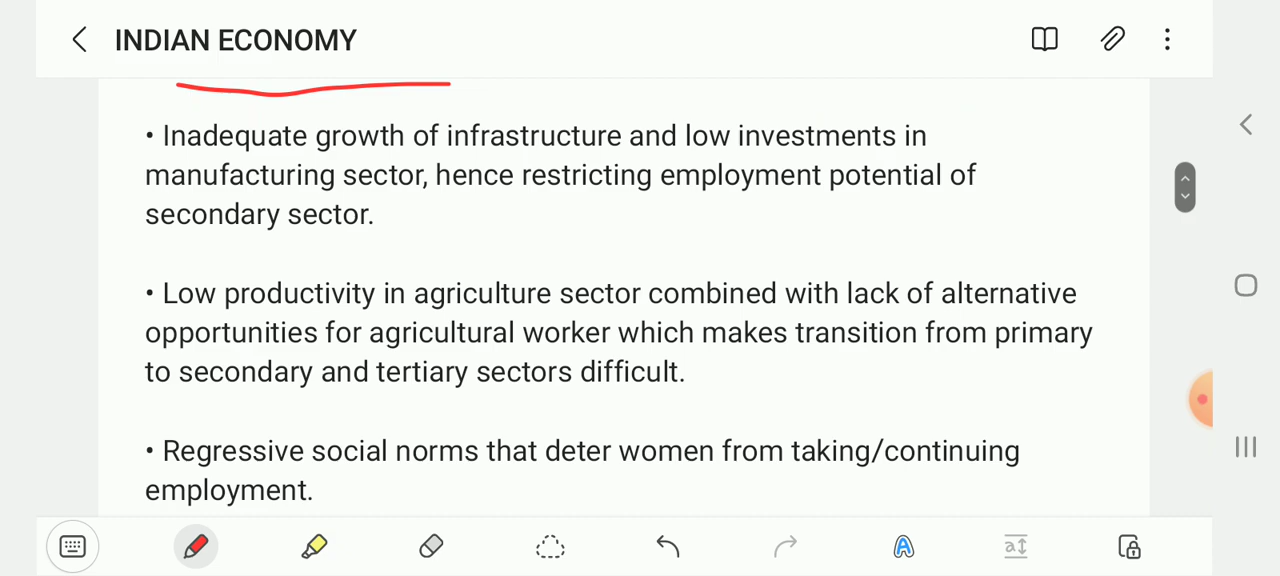 INDIAN ECONOMY
• Inadequate growth of infrastructure and low investments in
manufacturing sector, hence restricting employment potential of
secondary sector.
• Low productivity in agriculture sector combined with lack of alternative
opportunities for agricultural worker which makes transition from primary
to secondary and tertiary sectors difficult.
• Regressive social norms that deter women from taking/continuing
employment.